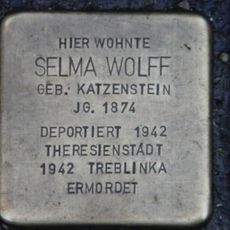 HIER WOHNTE
SELMA WOLFF
GEB. KATZENSTEIN
JG. 1874
DEPORTIERT 1942
THERESIENSTADT
1942 TREBLINKA
ERMORDET